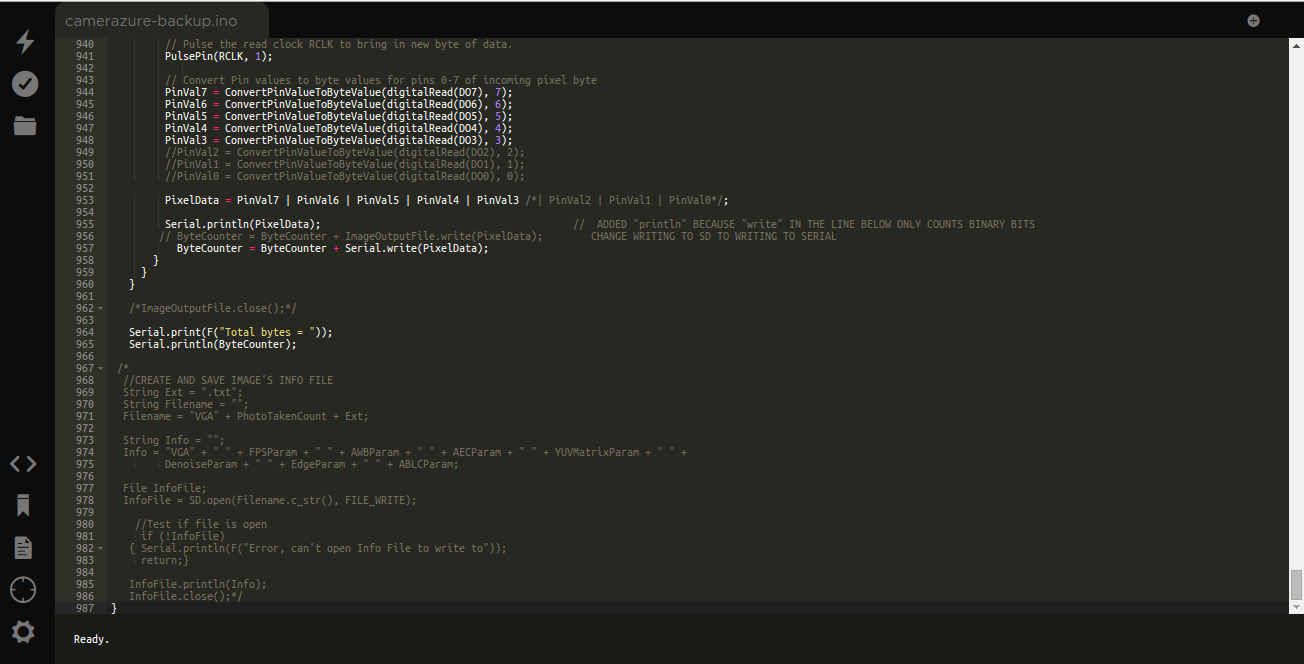 camerazure-backup.ino
940 // Pulse the read clock RCLK to bring in new byte of data.
941 PulsePin(RCLK, 1);
942
943 // Convert Pin values to byte values for pins 0-7 of incoming pixel byte
944 PinVal7 = ConvertPinValueToByteValue(digitalRead(DO7), 7);
945 PinVal6 = ConvertPinValueToByteValue(digitalRead(DO6), 6);
946 PinVal5 = ConvertPinValueToByteValue(digitalRead(DO5), 5);
947 PinVal4 = ConvertPinValueToByteValue(digitalRead(DO4), 4);
948 PinVal3 = ConvertPinValueToByteValue(digitalRead(DO3), 3);
949 //PinVal2 = ConvertPinValueToByteValue(digitalRead(DO2), 2);
950 //PinVal1 = ConvertPinValueToByteValue(digitalRead(DO1), 1);
951 //PinVal0 = ConvertPinValueToByteValue(digitalRead(DO0), 0);
952
953 PixelData = PinVal7 | PinVal6 | PinVal5 | PinVal4 | PinVal3 /*| PinVal2 | PinVal1 | PinVal0*/;
954
955 Serial.println(PixelData); // ADDED "println" BECAUSE "write" IN THE LINE BELOW ONLY COUNTS BINARY BITS
956 // ByteCounter = ByteCounter + ImageOutputFile.write(PixelData); CHANGE WRITING TO SD TO WRITING TO SERIAL
957 ByteCounter = ByteCounter + Serial.write(PixelData);
958 }
959 }
960 }
961
962 /*ImageOutputFile.close();*/
963
964 Serial.print(F("Total bytes = "));
965 Serial.println(ByteCounter);
966
967 /*
968 //CREATE AND SAVE IMAGE'S INFO FILE
969 String Ext = ".txt";
970 String Filename = "";
971 Filename = "VGA" + PhotoTakenCount + Ext;
972
973 String Info = "";
974 Info = "VGA" + " " + FPSParam + " " + AWBParam + " " + AECParam + " " + YUVMatrixParam + " " +
975 DenoiseParam + " " + EdgeParam + " " + ABLCParam;
976
977 File InfoFile;
978 InfoFile = SD.open(Filename.c_str(), FILE_WRITE);
979
980 //Test if file is open
981 if (!InfoFile)
982 { Serial.println(F("Error, can't open Info File to write to"));
983 return;}
984
985 InfoFile.println(Info);
986 InfoFile.close();*/
987 }
Ready.